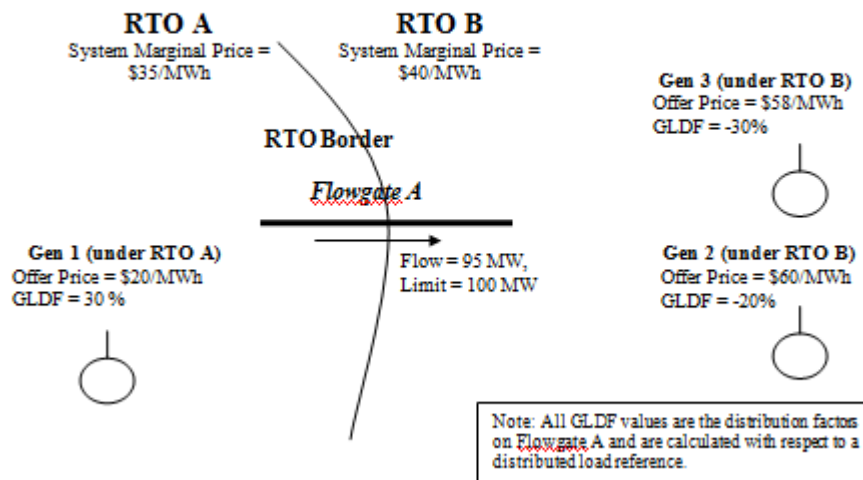 RTO A
System Marginal Price =
$35/MWh
RTO B
System Marginal Price =
$40/MWh
Gen 3 (under RTO B)
Offer Price = $58/MWh
GLDF = -30%
RTO Border
Flowgate A
Gen 1 (under RTO A)
Offer Price = $20/MWh
GLDF = 30 %
Flow = 95 MW,
Limit = 100 MW
Gen 2 (under RTO B)
Offer Price = $60/MWh
GLDF = -20%
Note: All GLDF values are the distribution factors
on Flowgate A and are calculated with respect to a
distributed load reference.